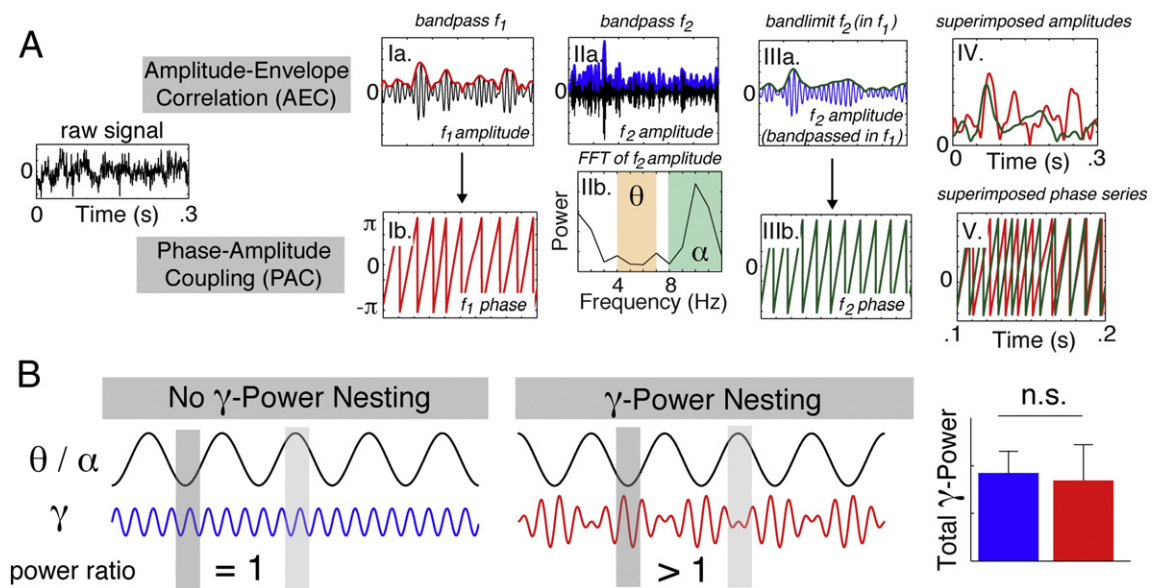 A
Amplitude-Envelope
Correlation (AEC)
raw signal
0
0
.3
Time (s)
Phase-Amplitude
Coupling (PAC)
bandpass f1
Ia.
0
f1 amplitude
Ib.
π
0
-π
f1 phase
bandpass f2
IIa.
0
f2 amplitude
FFT of f2 amplitude
IIb.
θ
α
Power
4
8
Frequency (Hz)
bandlimit f2 (in f1)
IIIa.
0
f2 amplitude
(bandpassed in f1)
IIIb.
0
f2 phase
superimposed amplitudes
IV.
0
0
.3
Time (s)
superimposed phase series
V.
0
.1
.2
Time (s)
B
No γ-Power Nesting
γ-Power Nesting
θ / α
γ
power ratio
= 1
> 1
n.s.
Total γ-Power